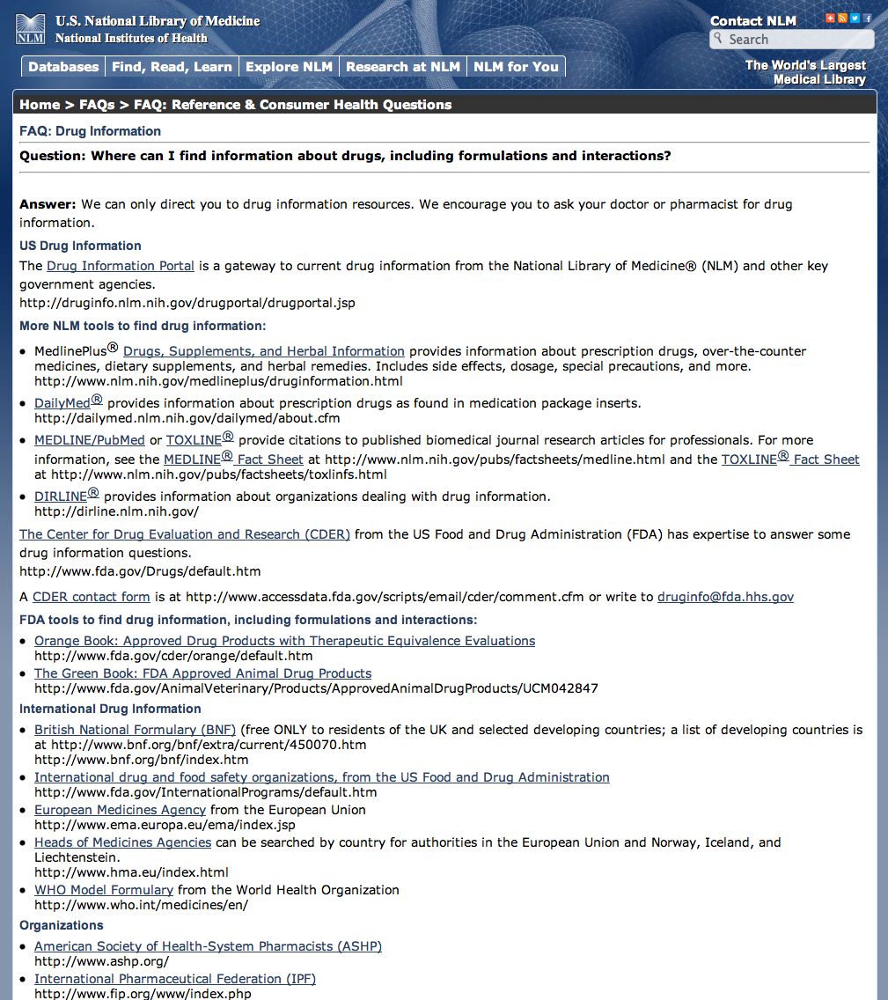 U.S. National Library of Medicine
National Institutes of Health
NLM
Contact NLM
Search
Databases Find, Read, Learn Explore NLM Research at NLM NLM for You
The World's Largest
Medical Library
Home > FAQs > FAQ: Reference & Consumer Health Questions
FAQ: Drug Information
Question: Where can I find information about drugs, including formulations and interactions?
Answer: We can only direct you to drug information resources. We encourage you to ask your doctor or pharmacist for drug
information.
US Drug Information
The Drug Information Portal is a gateway to current drug information from the National Library of Medicine® (NLM) and other key
government agencies.
http://druginfo.nlm.nih.gov/drugportal/drugportal.jsp
More NLM tools to find drug information:
• MedlinePlus® Drugs, Supplements, and Herbal Information provides information about prescription drugs, over-the-counter
medicines, dietary supplements, and herbal remedies. Includes side effects, dosage, special precautions, and more.
http://www.nlm.nih.gov/medlineplus/druginformation.html
• DailyMed® provides information about prescription drugs as found in medication package inserts.
http://dailymed.nlm.nih.gov/dailymed/about.cfm
• MEDLINE/PubMed or TOXLINE® provide citations to published biomedical journal research articles for professionals. For more
information, see the MEDLINE® Fact Sheet at http://www.nlm.nih.gov/pubs/factsheets/medline.html and the TOXLINE® Fact Sheet
at http://www.nlm.nih.gov/pubs/factsheets/toxlinfs.html
• DIRLINE® provides information about organizations dealing with drug information.
http://dirline.nlm.nih.gov/
The Center for Drug Evaluation and Research (CDER) from the US Food and Drug Administration (FDA) has expertise to answer some
drug information questions.
http://www.fda.gov/Drugs/default.htm
A CDER contact form is at http://www.accessdata.fda.gov/scripts/email/cder/comment.cfm or write to druginfo@fda.hhs.gov
FDA tools to find drug information, including formulations and interactions:
• Orange Book: Approved Drug Products with Therapeutic Equivalence Evaluations
http://www.fda.gov/cder/orange/default.htm
• The Green Book: FDA Approved Animal Drug Products
http://www.fda.gov/AnimalVeterinary/Products/ApprovedAnimalDrugProducts/UCM042847
International Drug Information
• British National Formulary (BNF) (free ONLY to residents of the UK and selected developing countries; a list of developing countries is
at http://www.bnf.org/bnf/extra/current/450070.htm
http://www.bnf.org/bnf/index.htm
• International drug and food safety organizations, from the US Food and Drug Administration
http://www.fda.gov/InternationalPrograms/default.htm
• European Medicines Agency from the European Union
http://www.ema.europa.eu/ema/index.jsp
• Heads of Medicines Agencies can be searched by country for authorities in the European Union and Norway, Iceland, and
Liechtenstein.
http://www.hma.eu/index.html
• WHO Model Formulary from the World Health Organization
http://www.who.int/medicines/en/
Organizations
• American Society of Health-System Pharmacists (ASHP)
http://www.ashp.org/
• International Pharmaceutical Federation (IPF)
http://www.fip.org/www/index.php